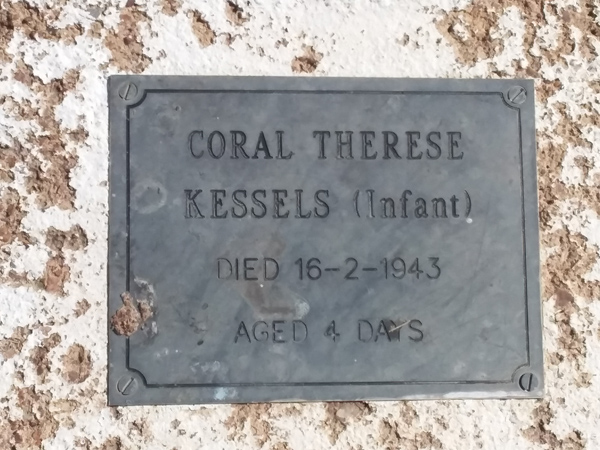 CORAL THERESE
KESSELS (Infant)
DIED 16-2-1943
AGED 4 DAYS